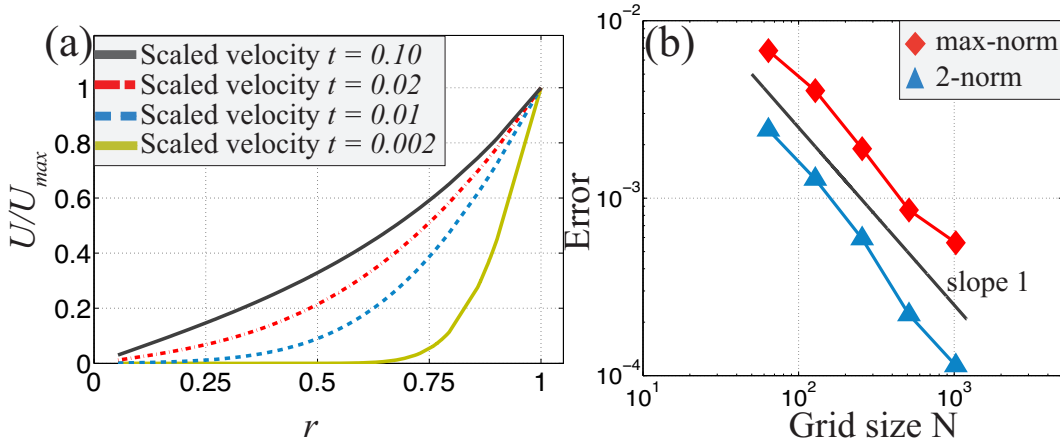 (a)
Scaled velocity t = 0.10
Scaled velocity t = 0.02
Scaled velocity t = 0.01
Scaled velocity t = 0.002
1
0.8
0.6
0.4
0.2
0
0
0.25
0.5
0.75
1
U/U_max
r
(b)
max-norm
2-norm
10^-2
10^-3
10^-4
Error
slope 1
10^1
10^2
10^3
Grid size N